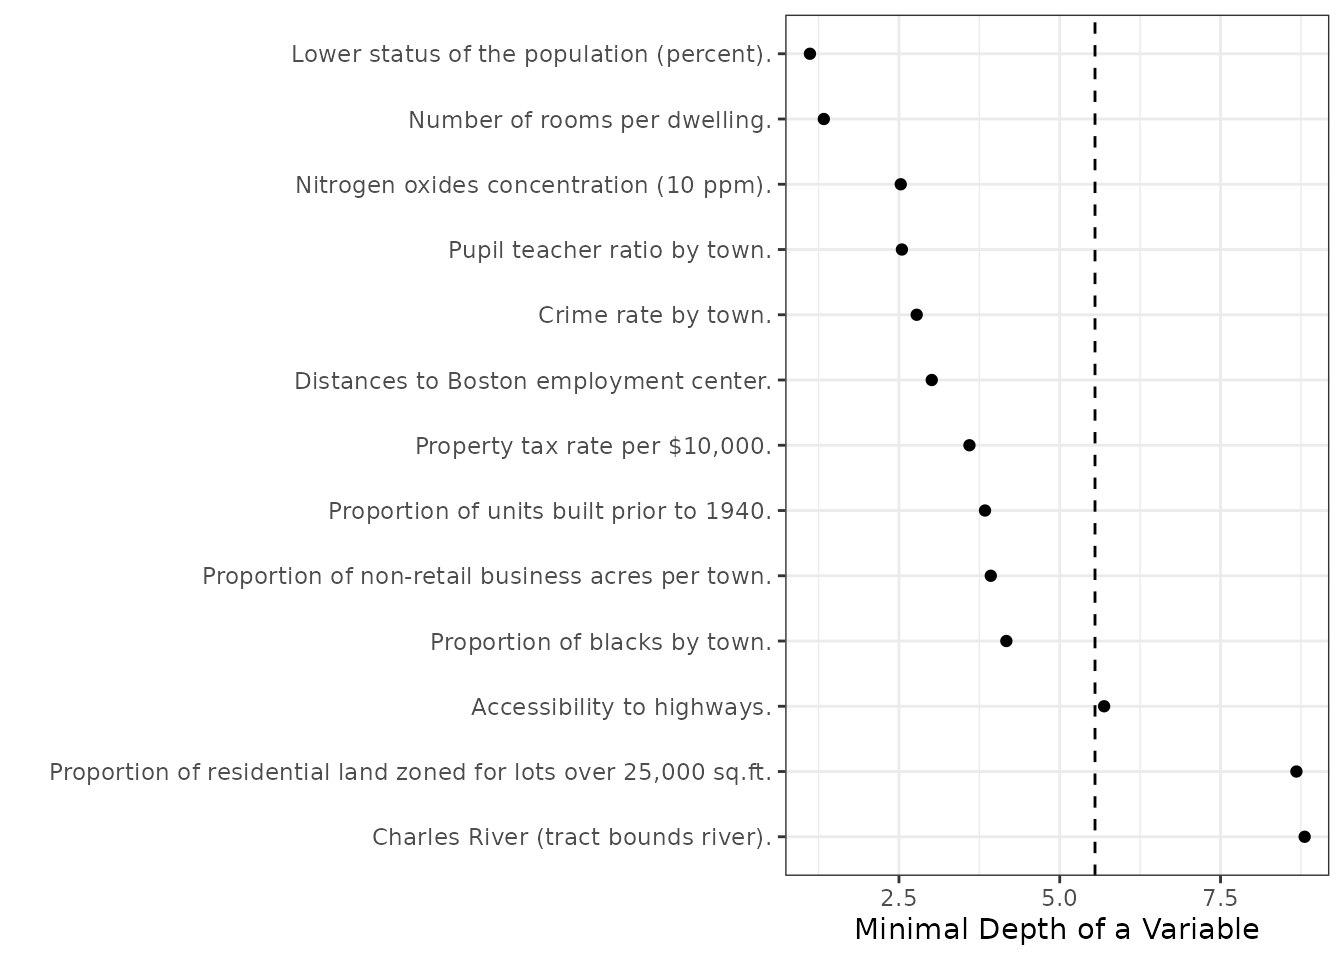 Lower status of the population (percent).
Number of rooms per dwelling.
Nitrogen oxides concentration (10 ppm).
Pupil teacher ratio by town.
Crime rate by town.
Distances to Boston employment center.
Property tax rate per $10,000.
Proportion of units built prior to 1940.
Proportion of non-retail business acres per town.
Proportion of blacks by town.
Accessibility to highways.
Proportion of residential land zoned for lots over 25,000 sq.ft.
Charles River (tract bounds river).
2.5 5.0 7.5
Minimal Depth of a Variable